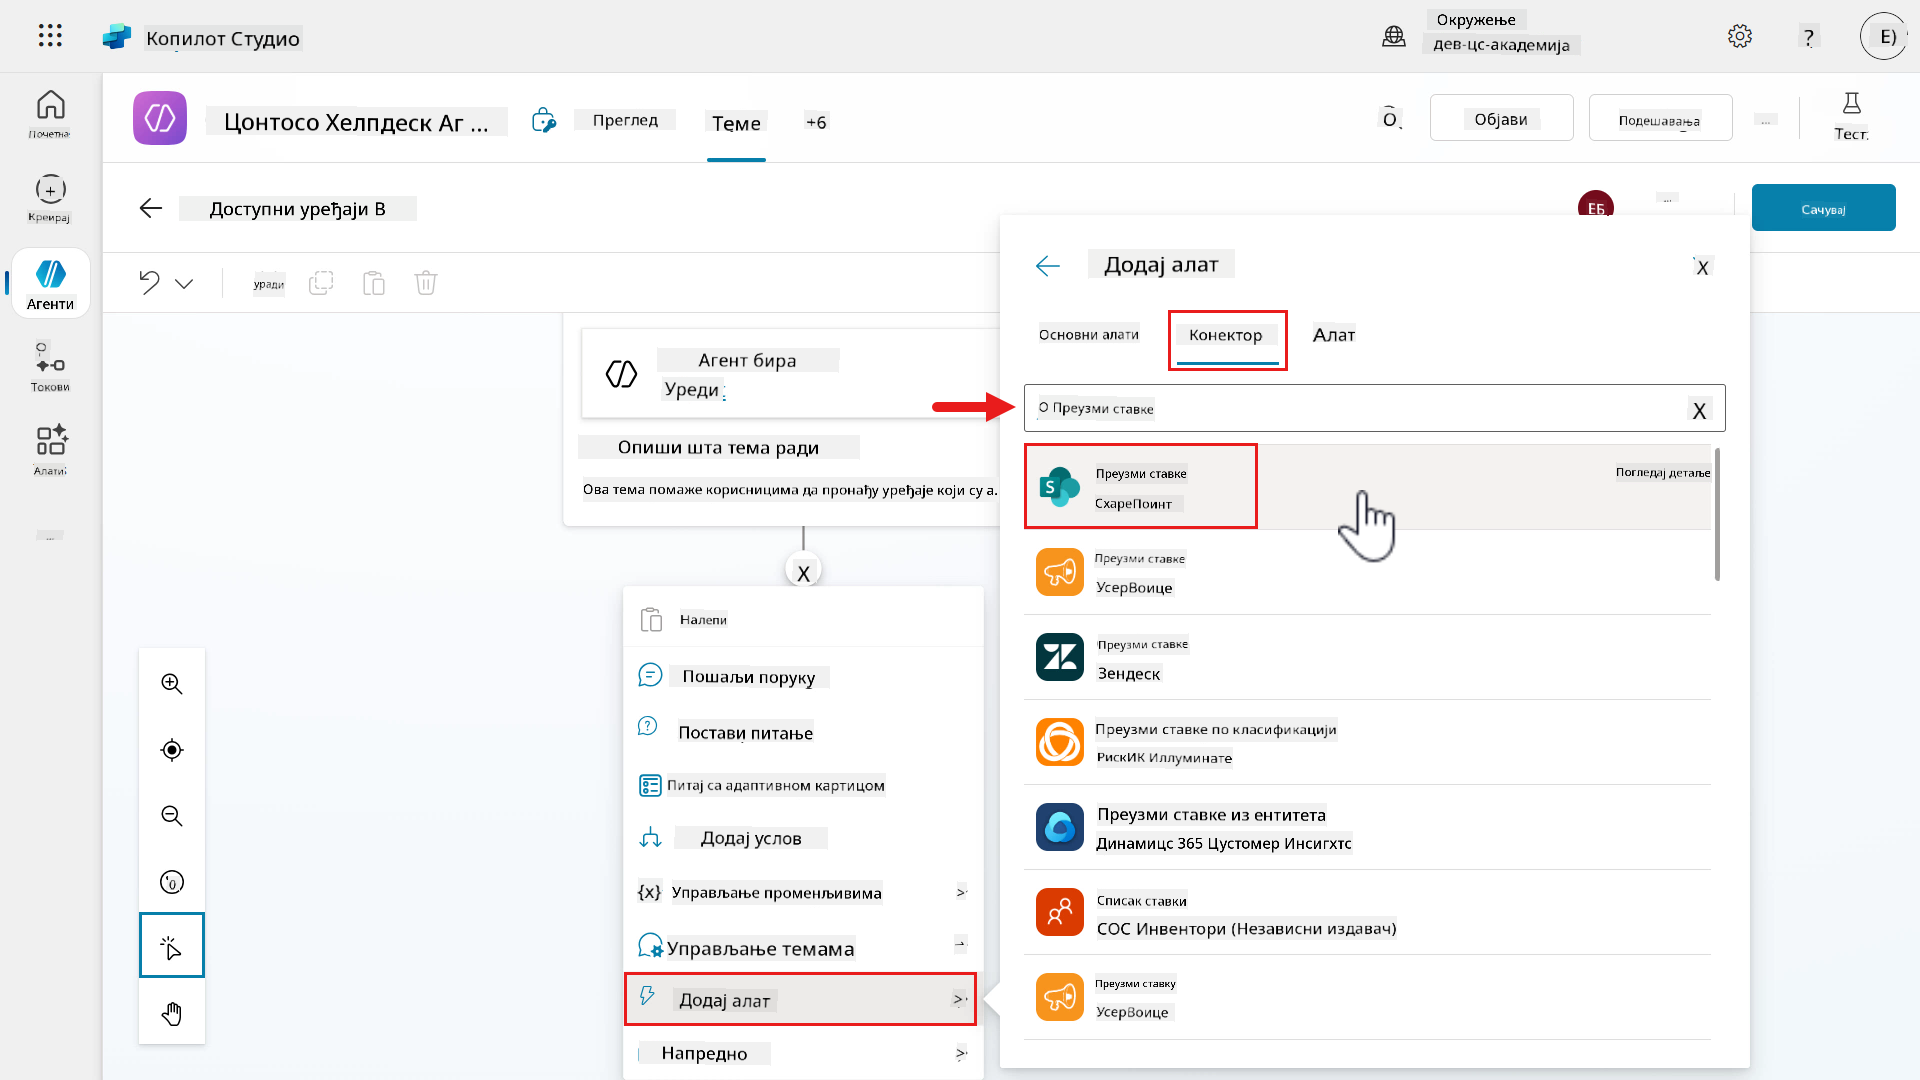 Копилот Студио
Окружење
дев-цс-академија
?
Е)
Почетна
Креирај
Агенти
Токови
Алати
...
Цонтосо Хелпдеск Аг ...
Преглед
Теме
+6
Објави
Подешавања
...
Тест
Доступни уређаји В
ЕБ
...
Сачувај
уради
Агент бира
Уреди
Опиши шта тема ради
Ова тема помаже корисницима да пронађу уређаје који су а.
X
Налепи
Пошаљи поруку
Постави питање
Питај са адаптивном картицом
Додај услов
{x} Управљање променљивима >
Управљање темама
Додај алат >
Напредно >
Додај алат
X
Основни алати
Конектор
Алат
О Преузми ставке
X
Преузми ставке
СхареПоинт
Погледај детаље
Преузми ставке
УсерВоице
Преузми ставке
Зендеск
Преузми ставке по класификацији
РискИК Иллуминате
Преузми ставке из ентитета
Динамицс 365 Цустомер Инсигхтс
Списак ставки
СОС Инвентори (Независни издавач)
Преузми ставку
УсерВоице